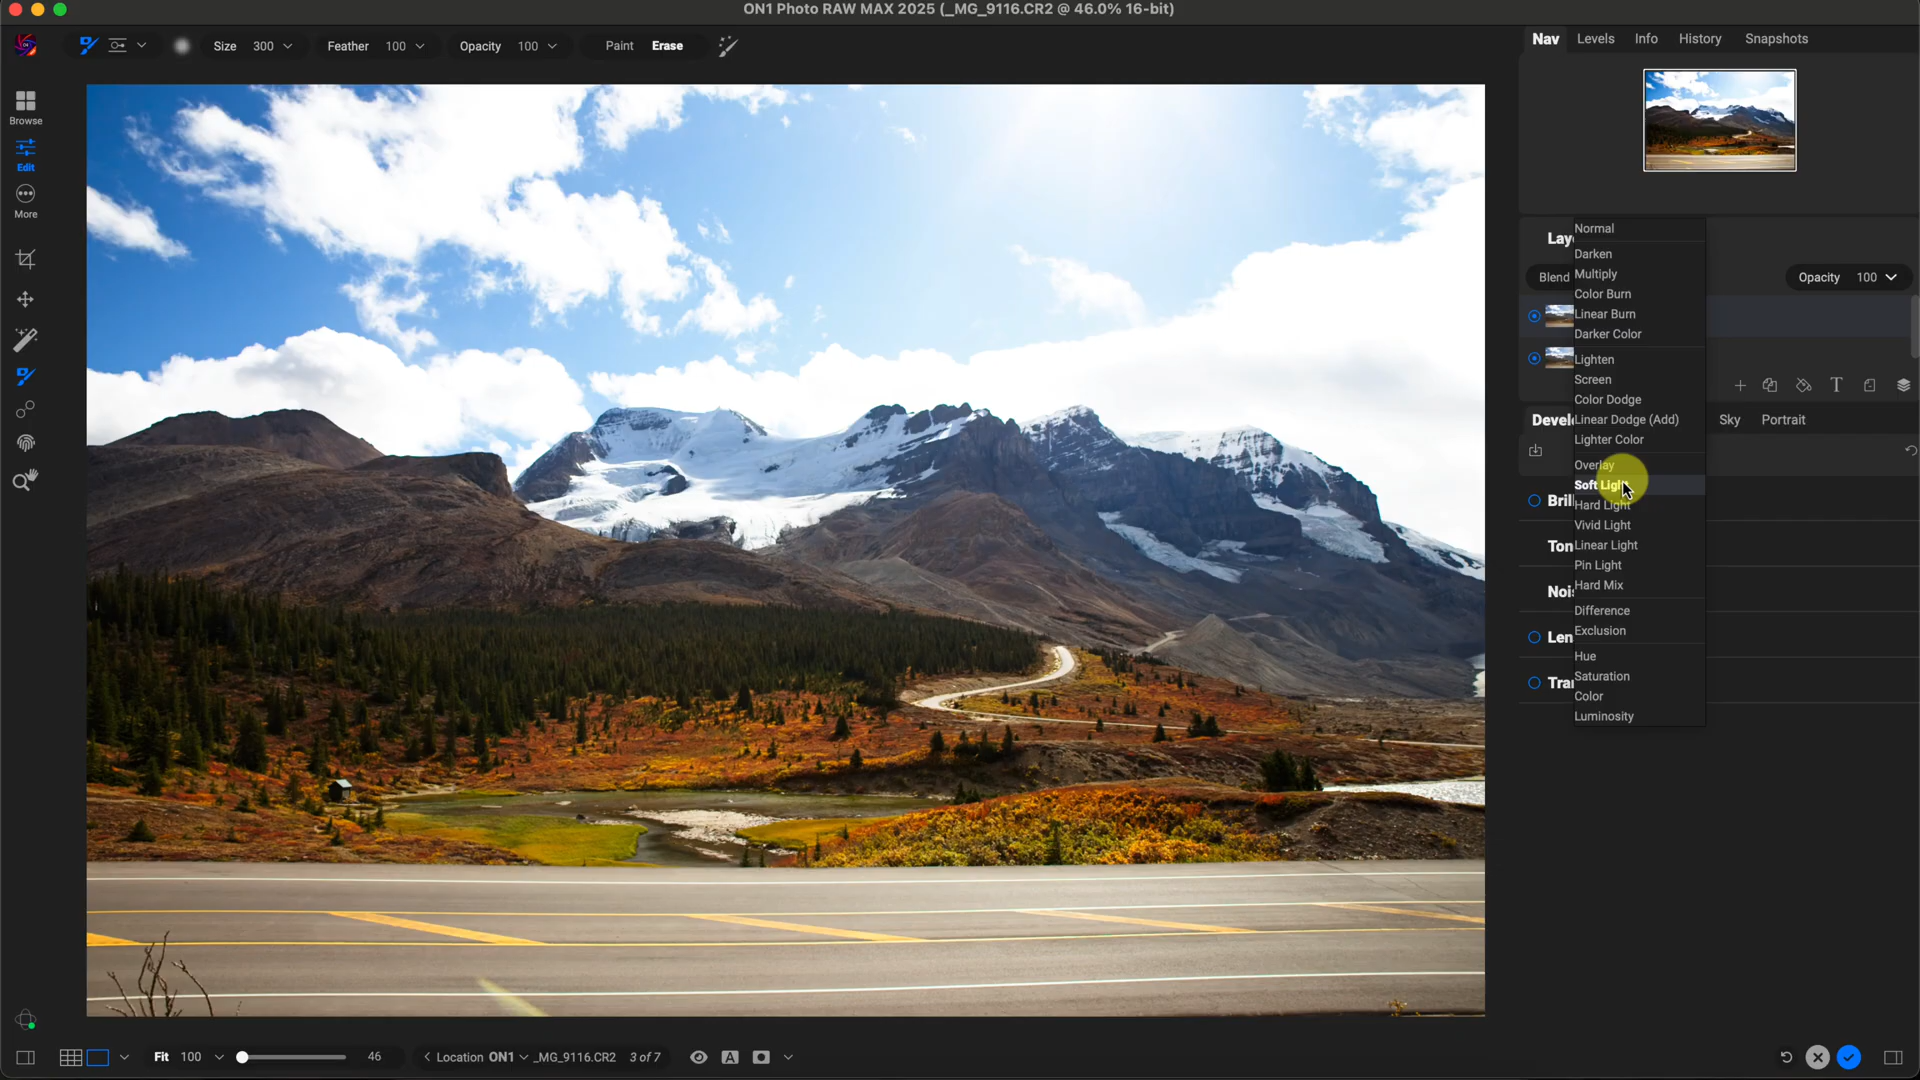 ON1 Photo RAW MAX 2025 (_MG_9116.CR2 @ 46.0% 16-bit)
Size 300 Feather 100 Opacity 100 Paint Erase
Nav Levels Info History Snapshots
Browse
Edit
More
Lay
Blend
Opacity 100
Normal
Darken
Multiply
Color Burn
Linear Burn
Darker Color
Lighten
Screen
Color Dodge
Linear Dodge (Add)
Lighter Color
Overlay
Soft Light
Hard Light
Vivid Light
Linear Light
Pin Light
Hard Mix
Difference
Exclusion
Hue
Saturation
Color
Luminosity
Develo
Sky Portrait
Bril
Ton
Nois
Len
Tra
Fit 100 46 Location ON1 _MG_9116.CR2 3 of 7 A